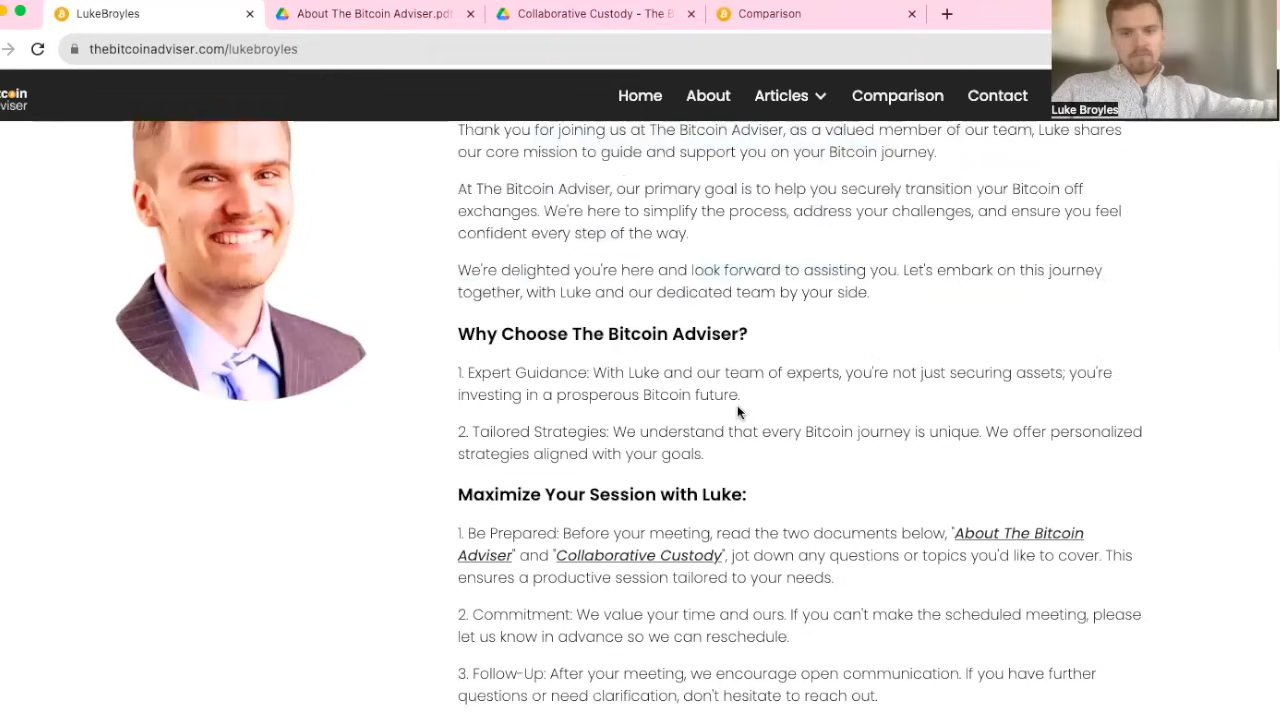 LukeBroyles
About The Bitcoin Adviser.pdf
Collaborative Custody - The B
Comparison
thebitcoinadviser.com/lukebroyles
tcoin
viser
Home
About
Articles
Comparison
Contact
Luke Broyles
Thank you for joining us at The Bitcoin Adviser, as a valued member of our team, Luke shares
our core mission to guide and support you on your Bitcoin journey.
At The Bitcoin Adviser, our primary goal is to help you securely transition your Bitcoin off
exchanges. We're here to simplify the process, address your challenges, and ensure you feel
confident every step of the way.
We're delighted you're here and look forward to assisting you. Let's embark on this journey
together, with Luke and our dedicated team by your side.
Why Choose The Bitcoin Adviser?
1. Expert Guidance: With Luke and our team of experts, you're not just securing assets; you're
investing in a prosperous Bitcoin future.
2. Tailored Strategies: We understand that every Bitcoin journey is unique. We offer personalized
strategies aligned with your goals.
Maximize Your Session with Luke:
1. Be Prepared: Before your meeting, read the two documents below, "About The Bitcoin
Adviser" and "Collaborative Custody", jot down any questions or topics you'd like to cover. This
ensures a productive session tailored to your needs.
2. Commitment: We value your time and ours. If you can't make the scheduled meeting, please
let us know in advance so we can reschedule.
3. Follow-Up: After your meeting, we encourage open communication. If you have further
questions or need clarification, don't hesitate to reach out.